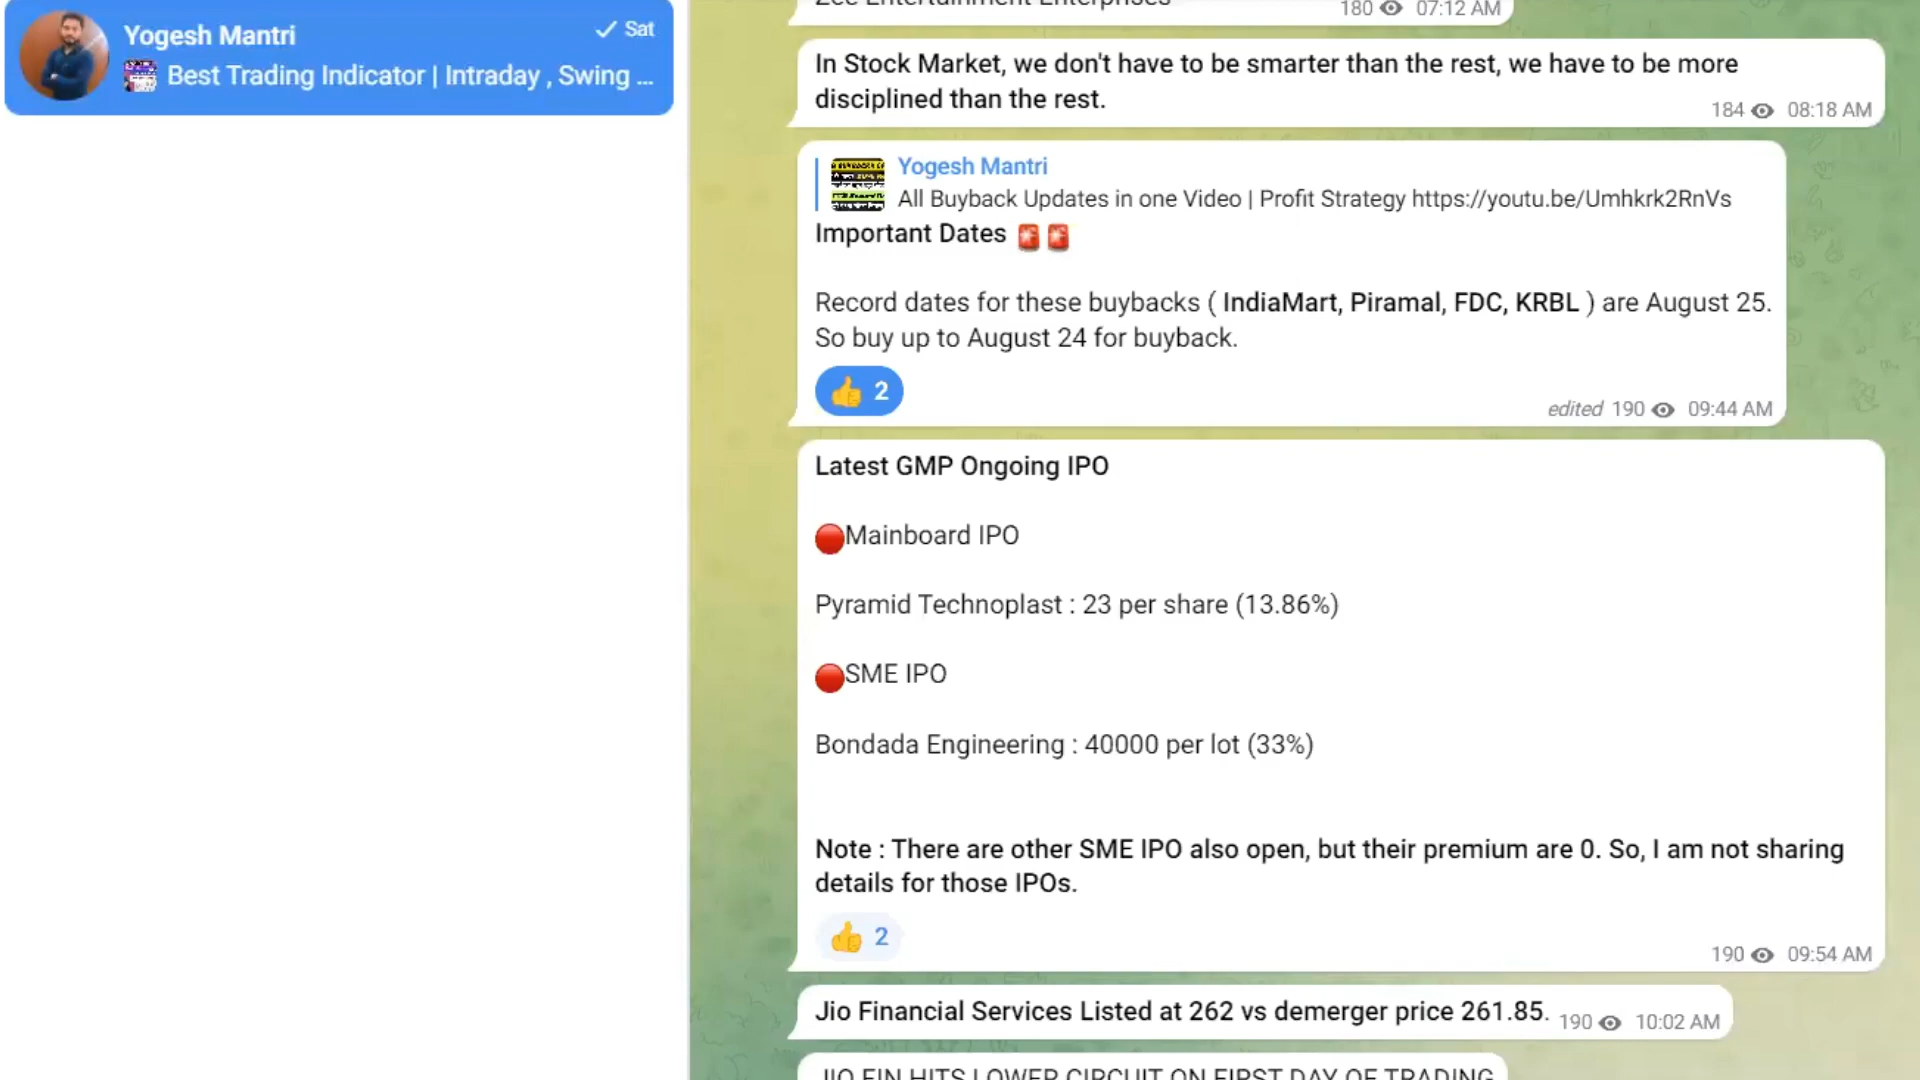 Yogesh Mantri
Sat
Best Trading Indicator | Intraday , Swing ...
Zee Entertainment Enterprises
180 07:12 AM
In Stock Market, we don't have to be smarter than the rest, we have to be more
disciplined than the rest.
184 08:18 AM
Yogesh Mantri
All Buyback Updates in one Video | Profit Strategy https://youtu.be/Umhkrk2RnVs
Important Dates 🚨🚨
Record dates for these buybacks ( IndiaMart, Piramal, FDC, KRBL ) are August 25.
So buy up to August 24 for buyback.
👍 2
edited 190 09:44 AM
Latest GMP Ongoing IPO
🔴Mainboard IPO
Pyramid Technoplast : 23 per share (13.86%)
🔴SME IPO
Bondada Engineering : 40000 per lot (33%)
Note : There are other SME IPO also open, but their premium are 0. So, I am not sharing
details for those IPOs.
👍 2
190 09:54 AM
Jio Financial Services Listed at 262 vs demerger price 261.85.
190 10:02 AM
JIO FIN HITS LOWER CIRCUIT ON FIRST DAY OF TRADING